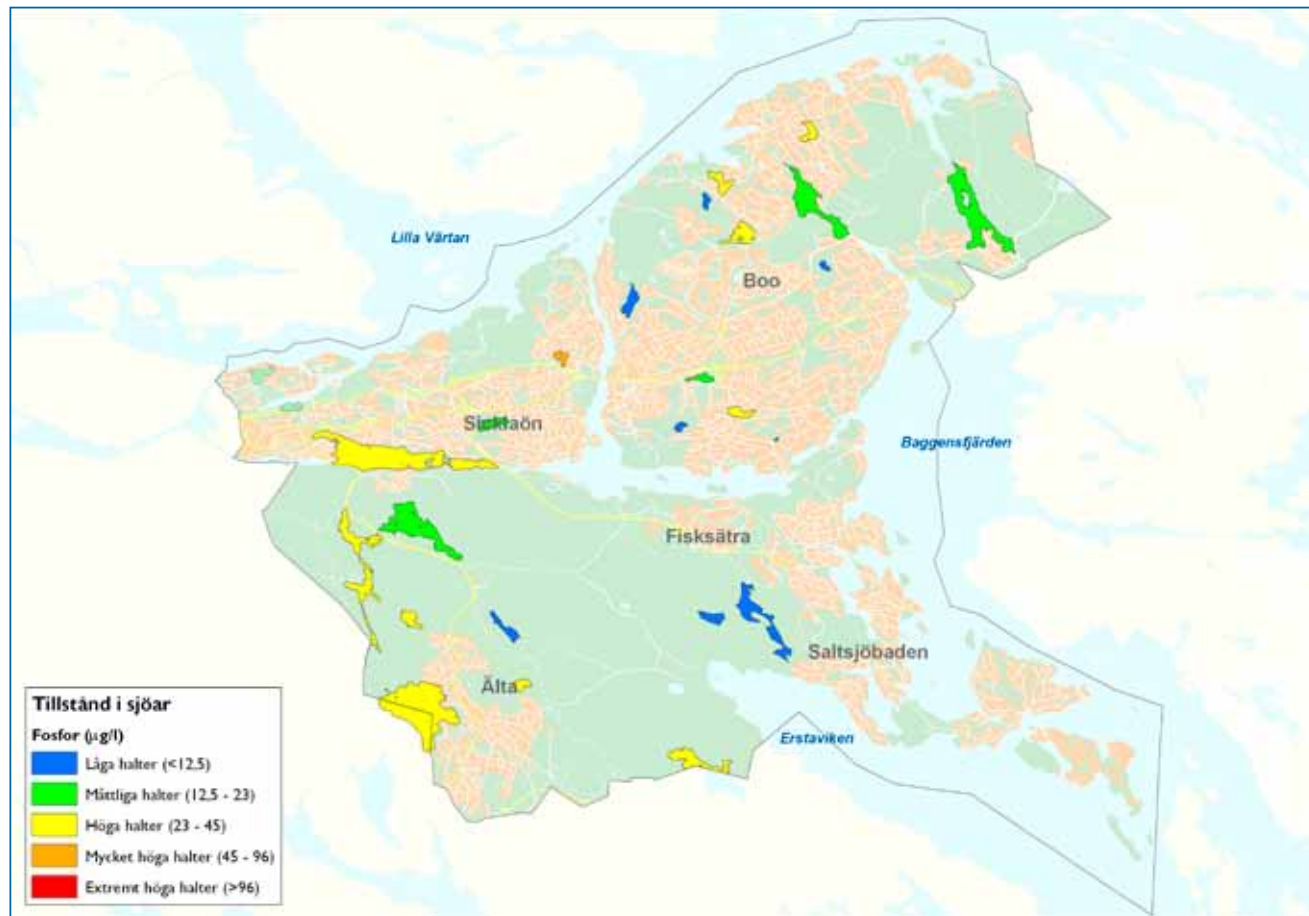 Lilla Värtan
Boo
Sicklaön
Baggensfjärden
Fisksätra
Saltsjöbaden
Älta
Erstaviken
Tillstånd i sjöar
Fosfor (µg/l)
Låga halter (<12,5)
Måttliga halter (12,5 - 23)
Höga halter (23 - 45)
Mycket höga halter (45 - 96)
Extremt höga halter (>96)